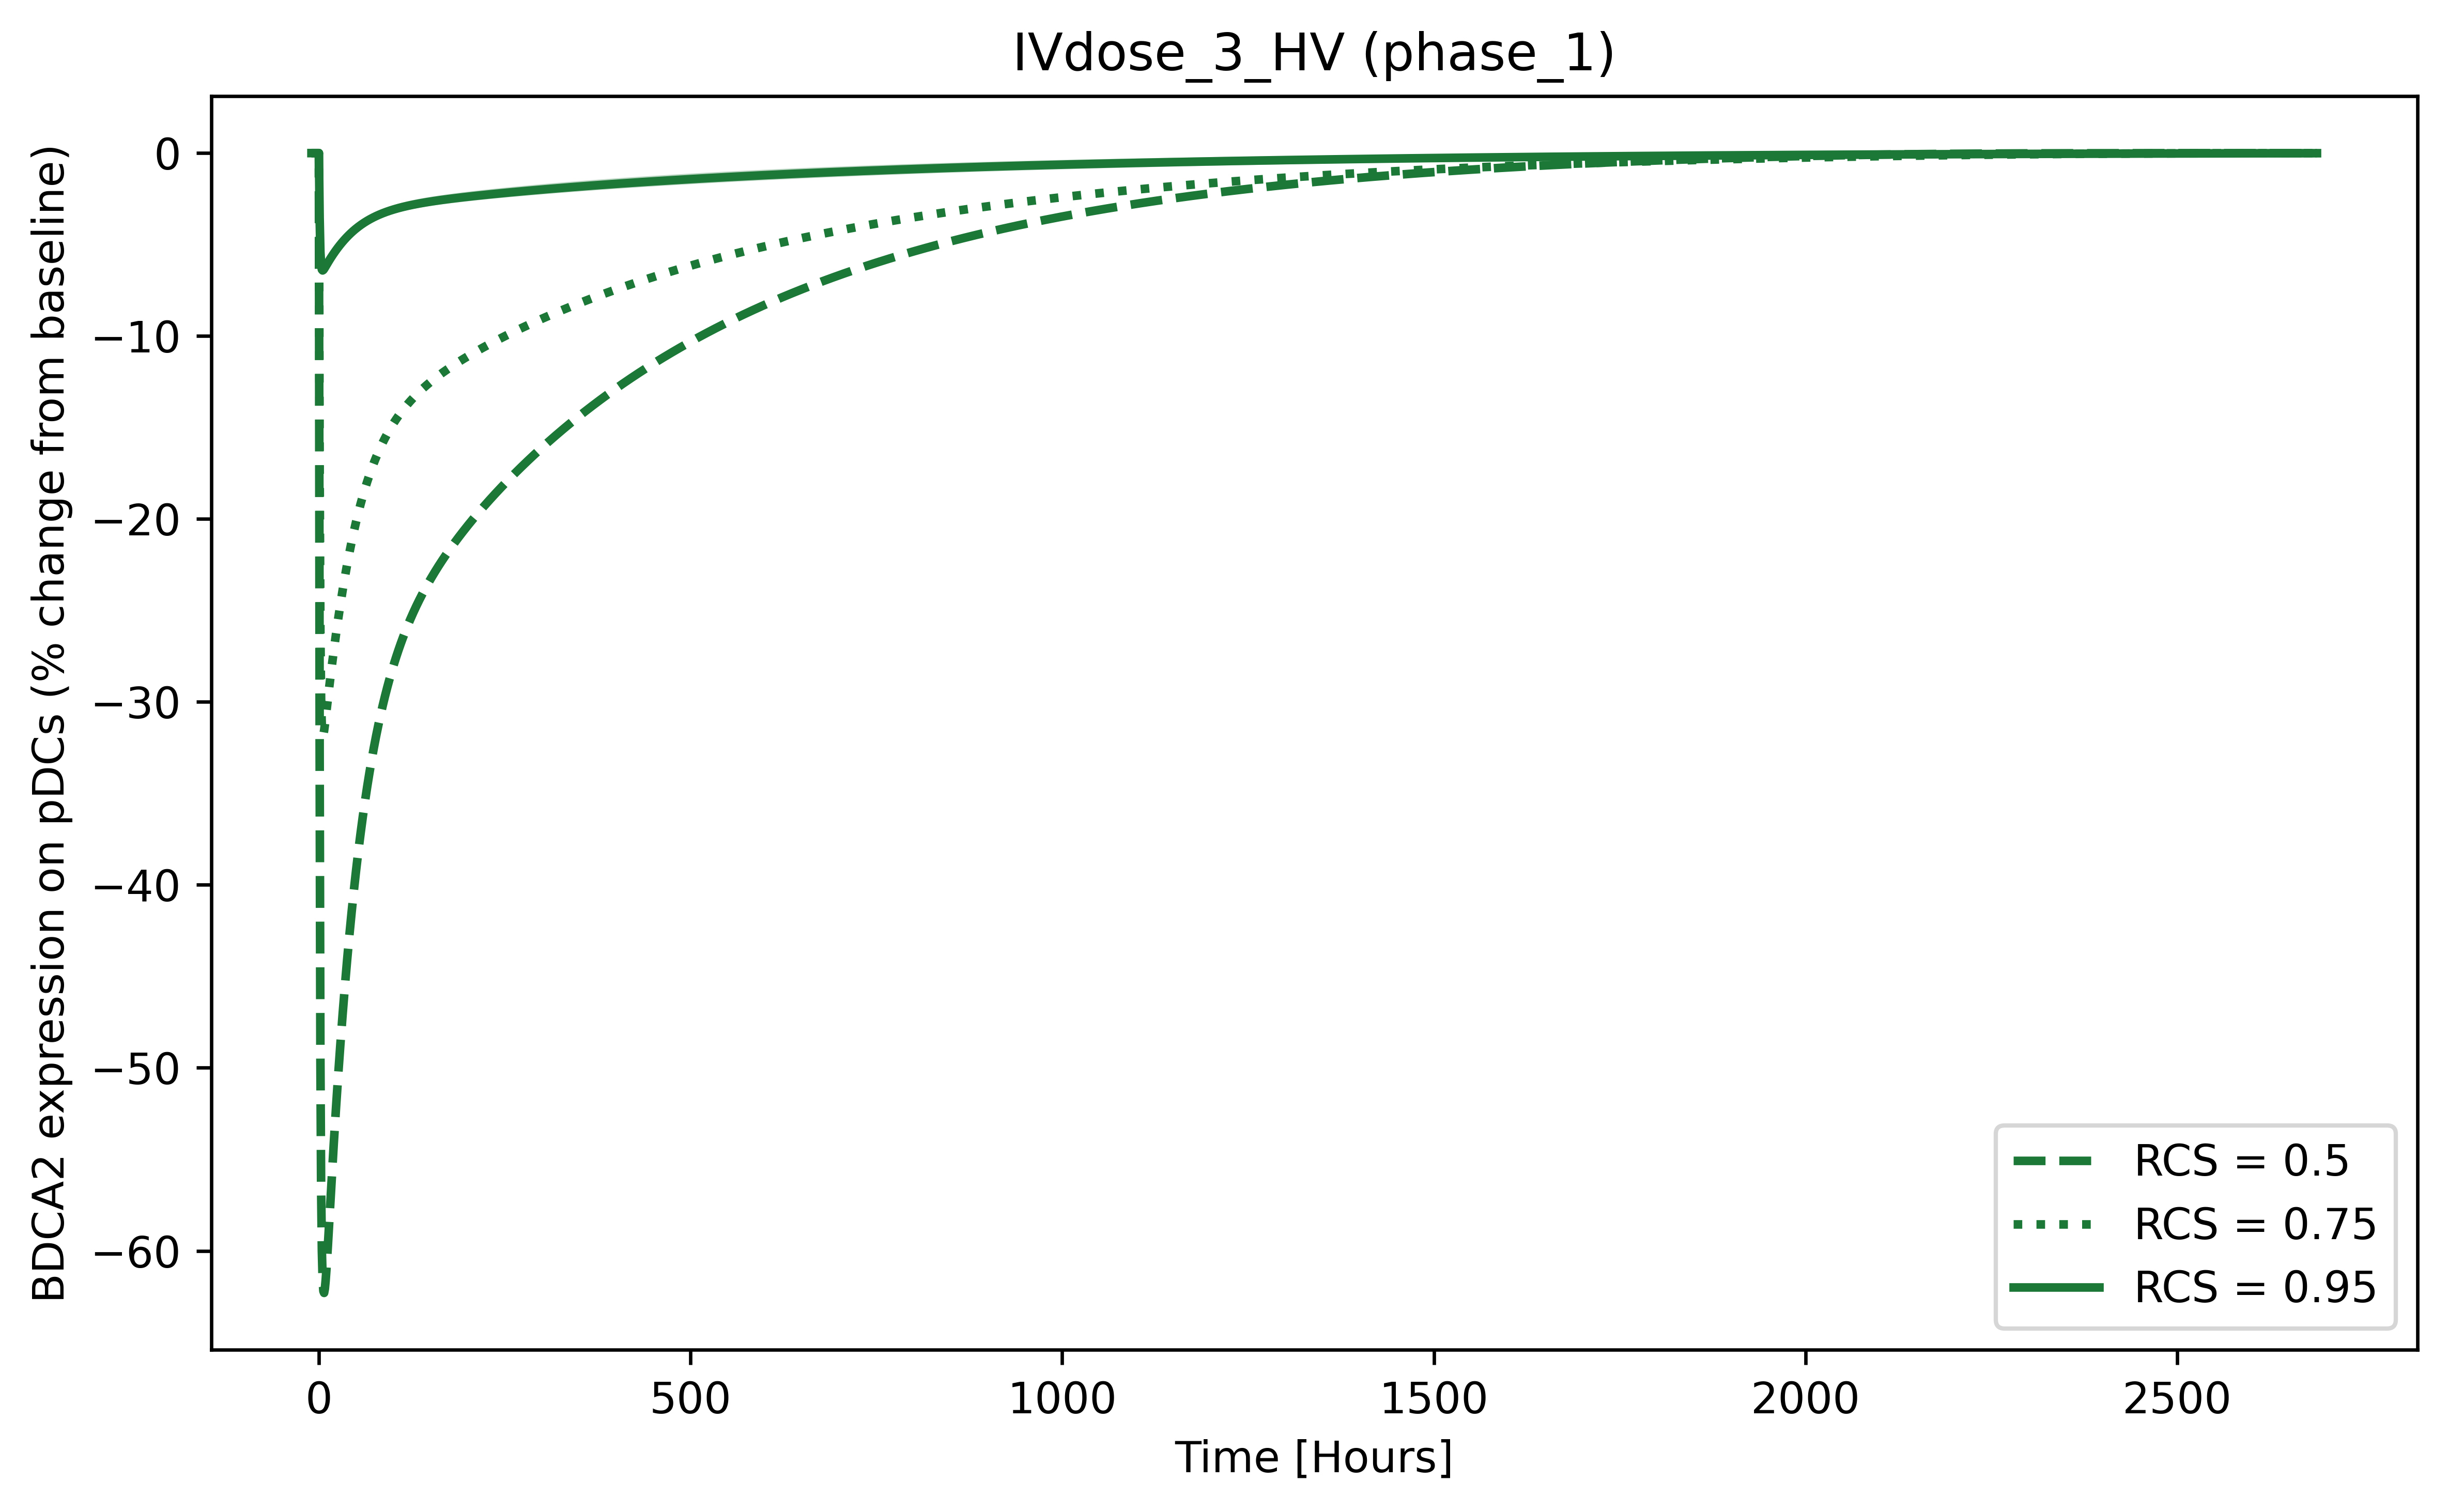 IVdose_3_HV (phase_1)
BDCA2 expression on pDCs (% change from baseline)
0
−10
−20
−30
−40
−50
−60
RCS = 0.5
RCS = 0.75
RCS = 0.95
0 500 1000 1500 2000 2500
Time [Hours]